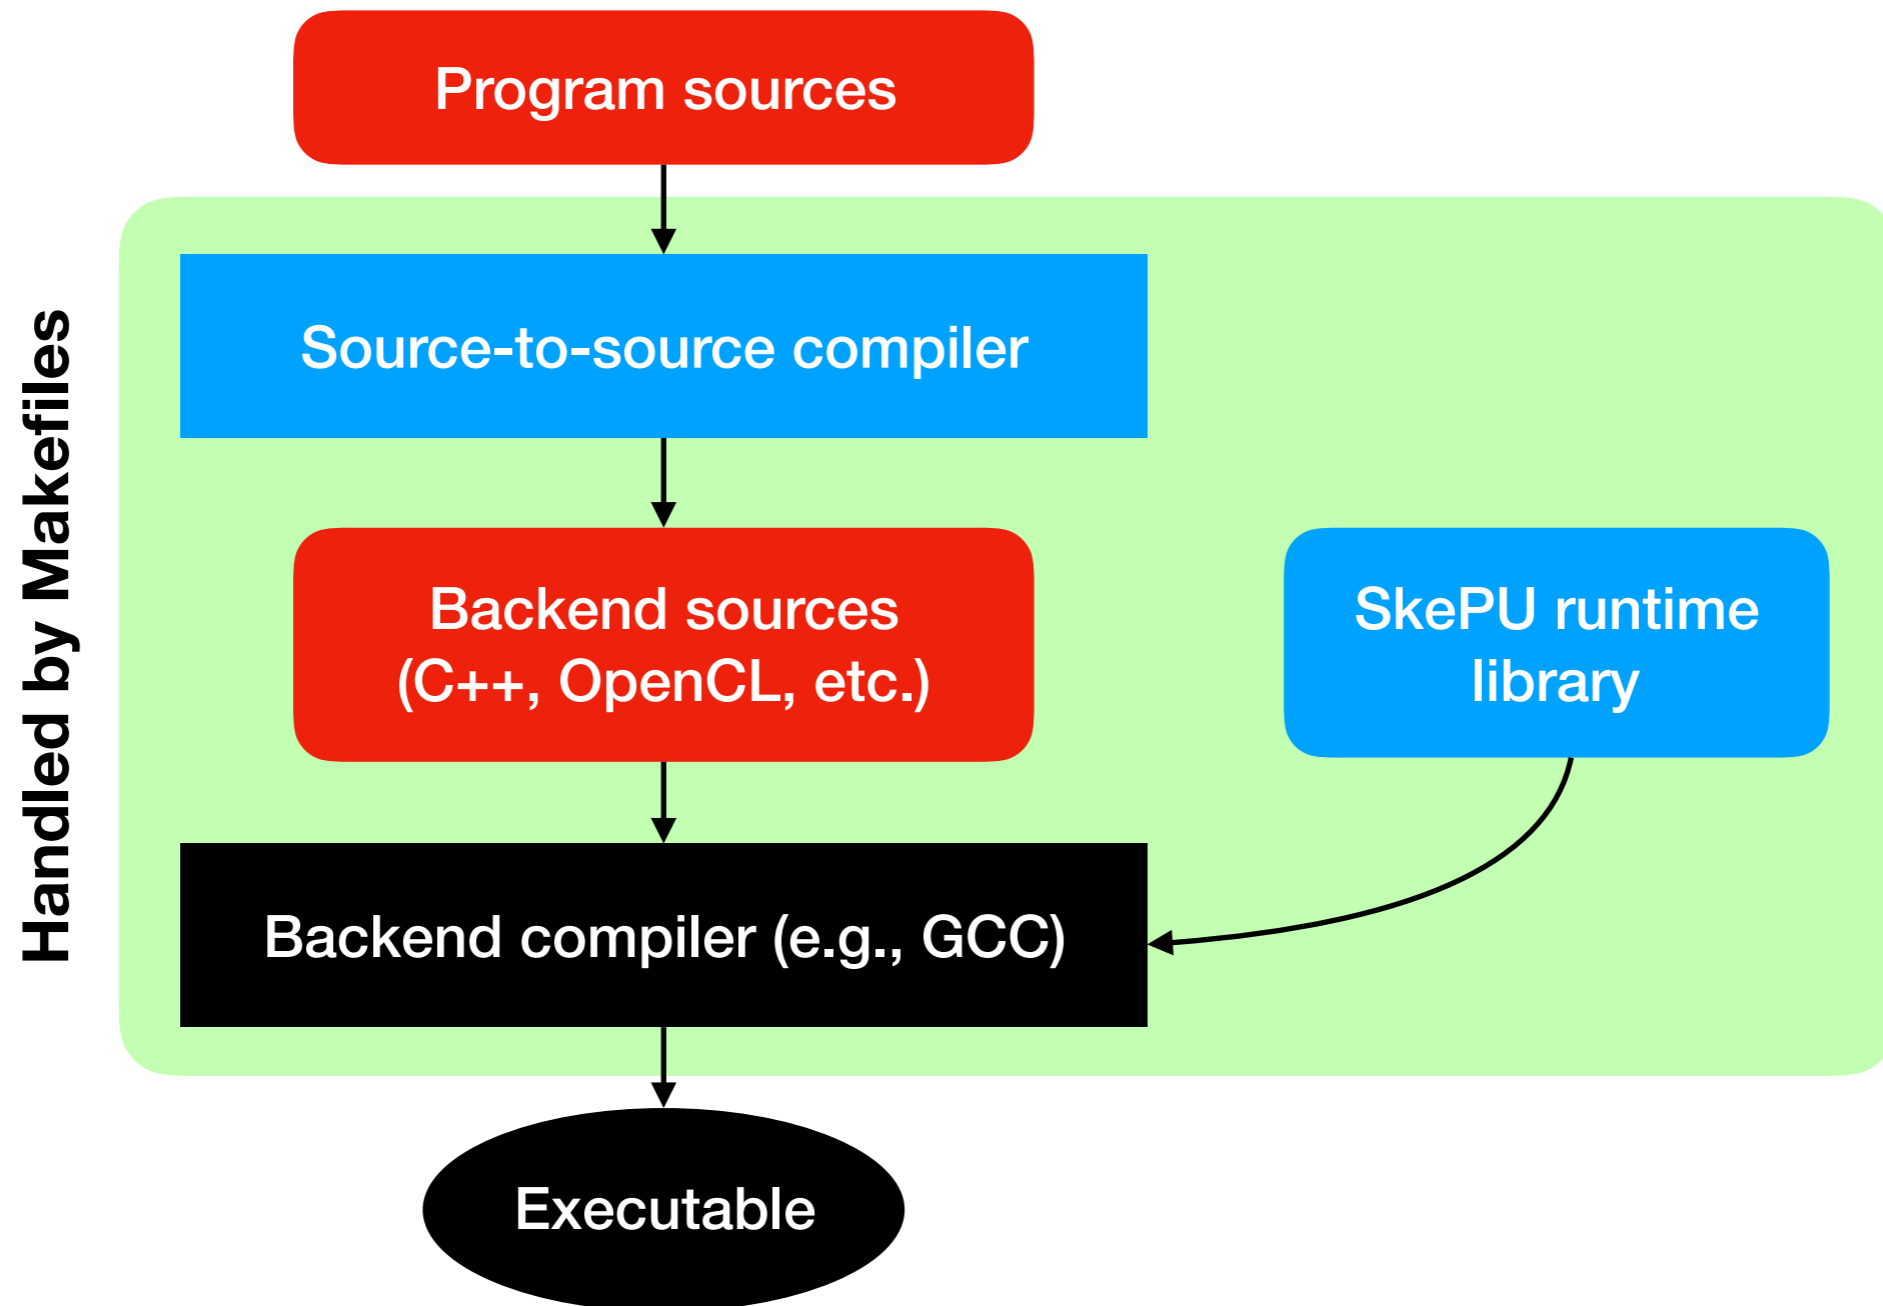 Program sources
Handled by Makefiles
Source-to-source compiler
Backend sources
(C++, OpenCL, etc.)
SkePU runtime
library
Backend compiler (e.g., GCC)
Executable